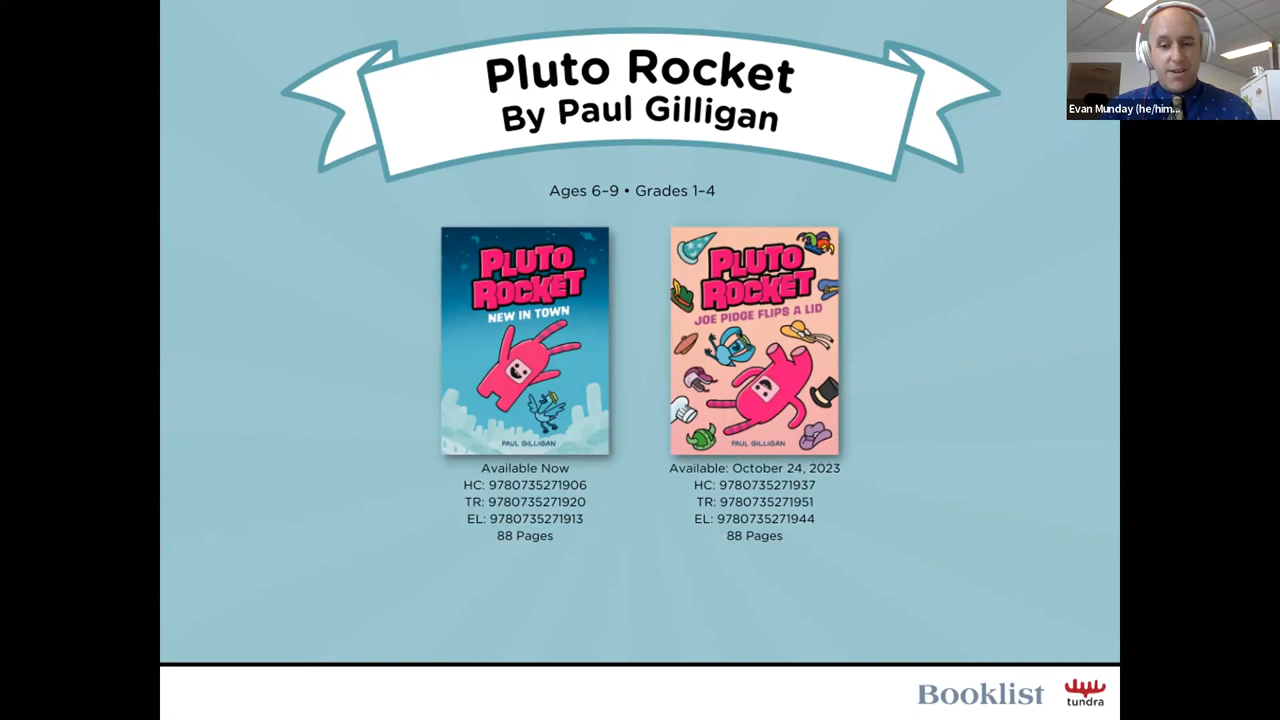 Pluto Rocket
By Paul Gilligan
Evan Munday (he/him...
Ages 6–9 • Grades 1–4
PLUTO
ROCKET
NEW IN TOWN
PAUL GILLIGAN
Available Now
HC: 9780735271906
TR: 9780735271920
EL: 9780735271913
88 Pages
PLUTO
ROCKET
JOE PIDGE FLIPS A LID
PAUL GILLIGAN
Available: October 24, 2023
HC: 9780735271937
TR: 9780735271951
EL: 9780735271944
88 Pages
Booklist
tundra